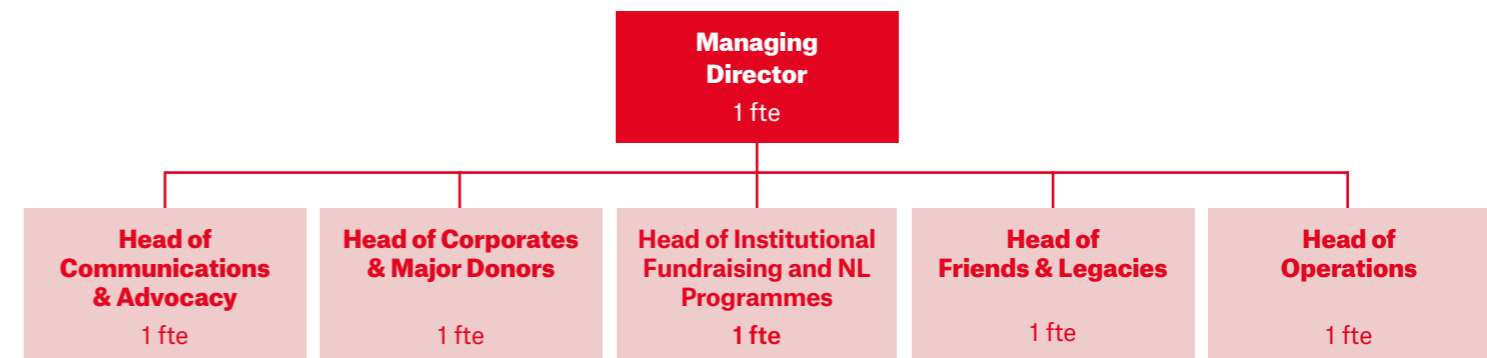 Managing
Director
1 fte
Head of
Communications
& Advocacy
1 fte
Head of Corporates
& Major Donors
1 fte
Head of Institutional
Fundraising and NL
Programmes
1 fte
Head of
Friends & Legacies
1 fte
Head of
Operations
1 fte